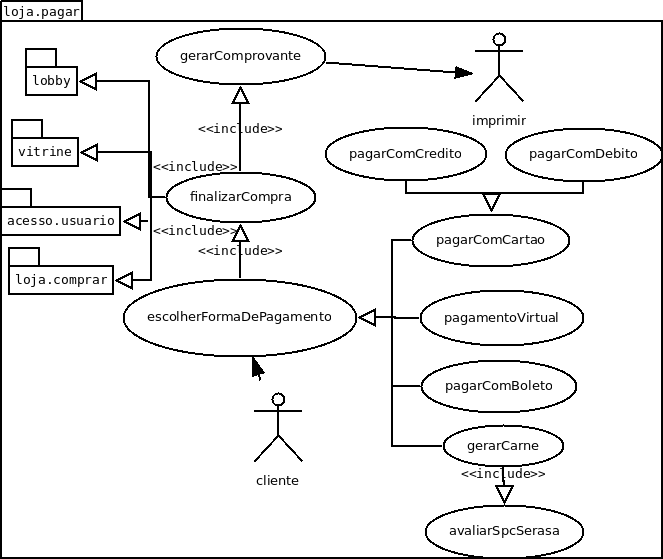 loja.pagar
gerarComprovante
lobby
imprimir
<<include>>
vitrine
pagarComCredito
pagarComDebito
<<include>>
finalizarCompra
acesso.usuario
<<include>>
pagarComCartao
<<include>>
loja.comprar
escolherFormaDePagamento
pagamentoVirtual
pagarComBoleto
gerarCarne
<<include>>
cliente
avaliarSpcSerasa